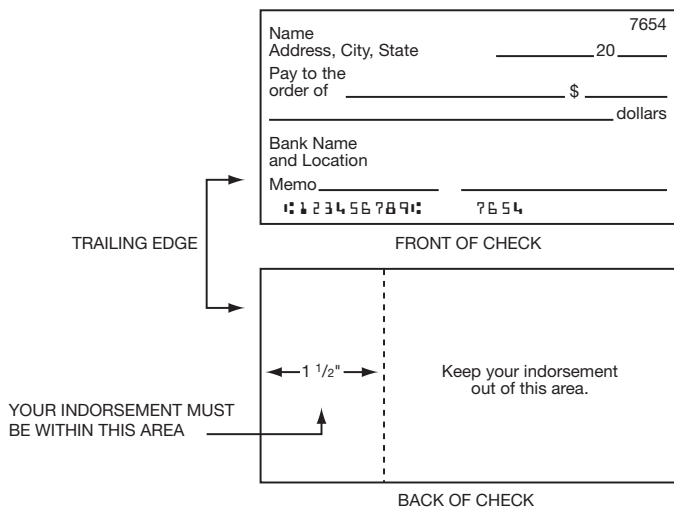 7654
Name
Address, City, State 20
Pay to the
order of $
dollars
Bank Name
and Location
Memo
⑆123456789⑆ 7654
TRAILING EDGE
FRONT OF CHECK
1 1/2"
Keep your indorsement
out of this area.
YOUR INDORSEMENT MUST
BE WITHIN THIS AREA
BACK OF CHECK